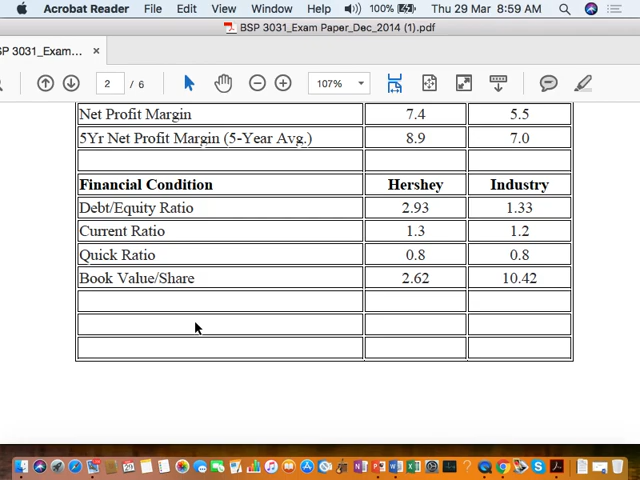 Acrobat Reader File Edit View Window Help 100% Thu 29 Mar 8:59 AM
BSP 3031_Exam Paper_Dec_2014 (1).pdf
SP 3031_Exam... ×
2 / 6 107%
Net Profit Margin 7.4 5.5
5Yr Net Profit Margin (5-Year Avg.) 8.9 7.0
Financial Condition Hershey Industry
Debt/Equity Ratio 2.93 1.33
Current Ratio 1.3 1.2
Quick Ratio 0.8 0.8
Book Value/Share 2.62 10.42